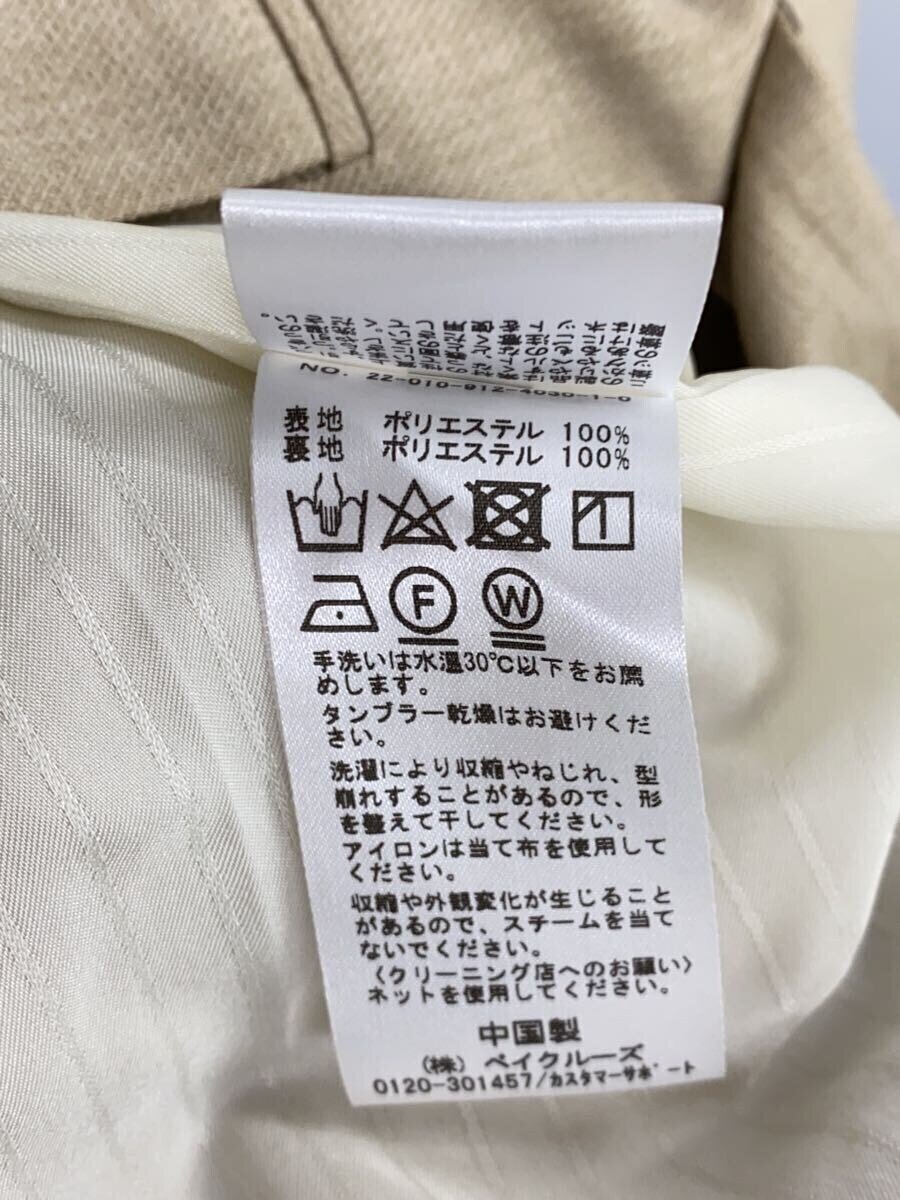 NO. 22-010-912-4030-1-0
表地 ポリエステル 100%
裏地 ポリエステル 100%
F W
手洗いは水温30℃以下をお薦
めします。
タンブラー乾燥はお避けくだ
さい。
洗濯により収縮やねじれ、型
崩れすることがあるので、形
を整えて干してください。
アイロンは当て布を使用して
ください。
収縮や外観変化が生じること
があるので、スチームを当て
ないでください。
〈クリーニング店へのお願い〉
ネットを使用してください。
中国製
(株) ベイクルーズ
0120-301457/カスタマーサポート